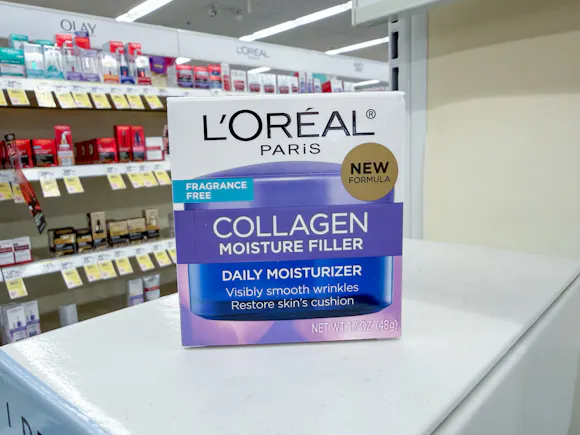 OLAY
L'ORÉAL
L'ORÉAL®
PARIS
FRAGRANCE
FREE
NEW
FORMULA
COLLAGEN
MOISTURE FILLER
DAILY MOISTURIZER
Visibly smooth wrinkles
Restore skin's cushion
NET WT. 1.7 OZ. (48g)